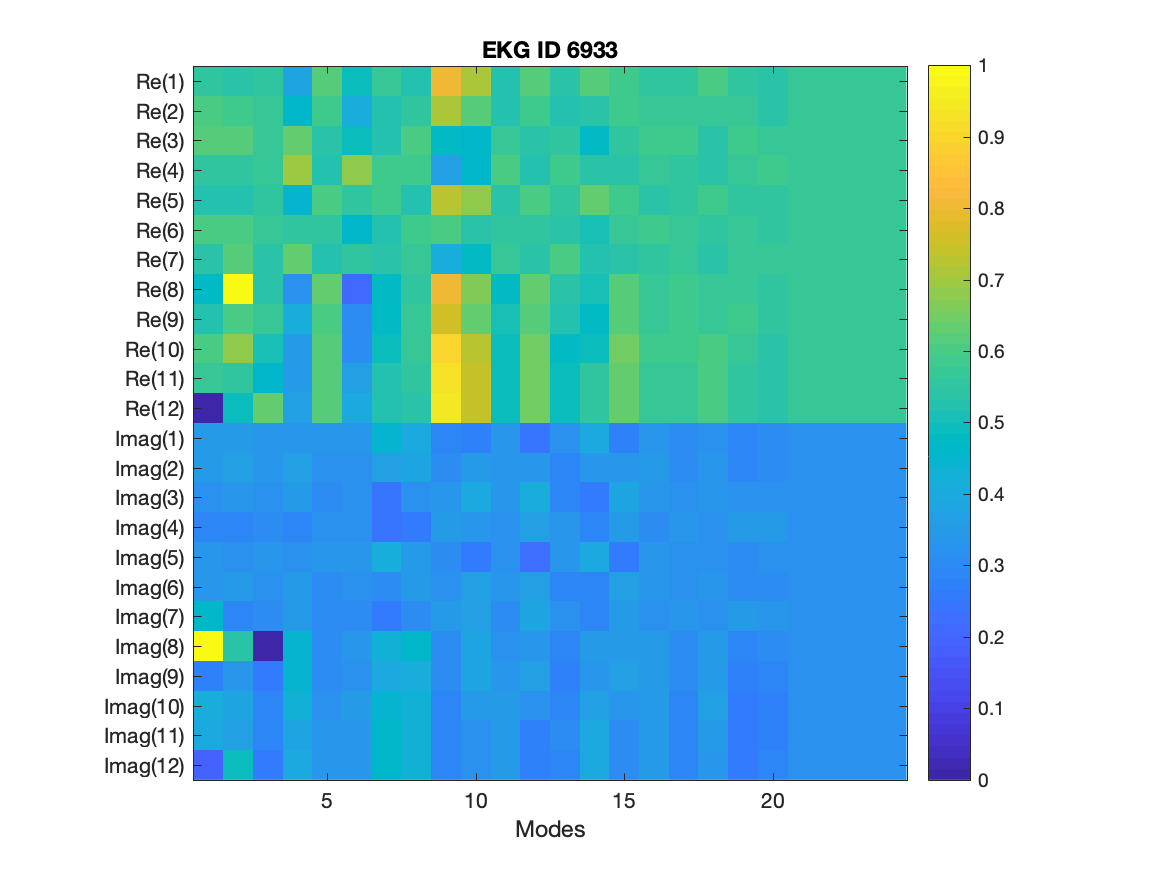 EKG ID 6933
Re(1)
Re(2)
Re(3)
Re(4)
Re(5)
Re(6)
Re(7)
Re(8)
Re(9)
Re(10)
Re(11)
Re(12)
Imag(1)
Imag(2)
Imag(3)
Imag(4)
Imag(5)
Imag(6)
Imag(7)
Imag(8)
Imag(9)
Imag(10)
Imag(11)
Imag(12)
5 10 15 20
Modes
1
0.9
0.8
0.7
0.6
0.5
0.4
0.3
0.2
0.1
0